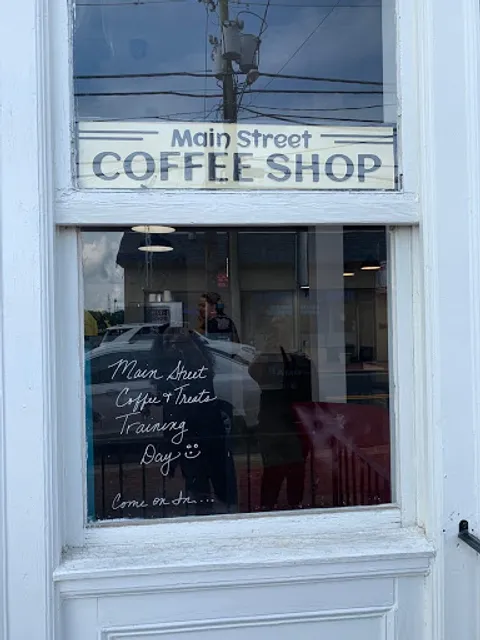 Main Street
COFFEE SHOP
Main Street
Coffee & Treats
Training
Day
Come on In...